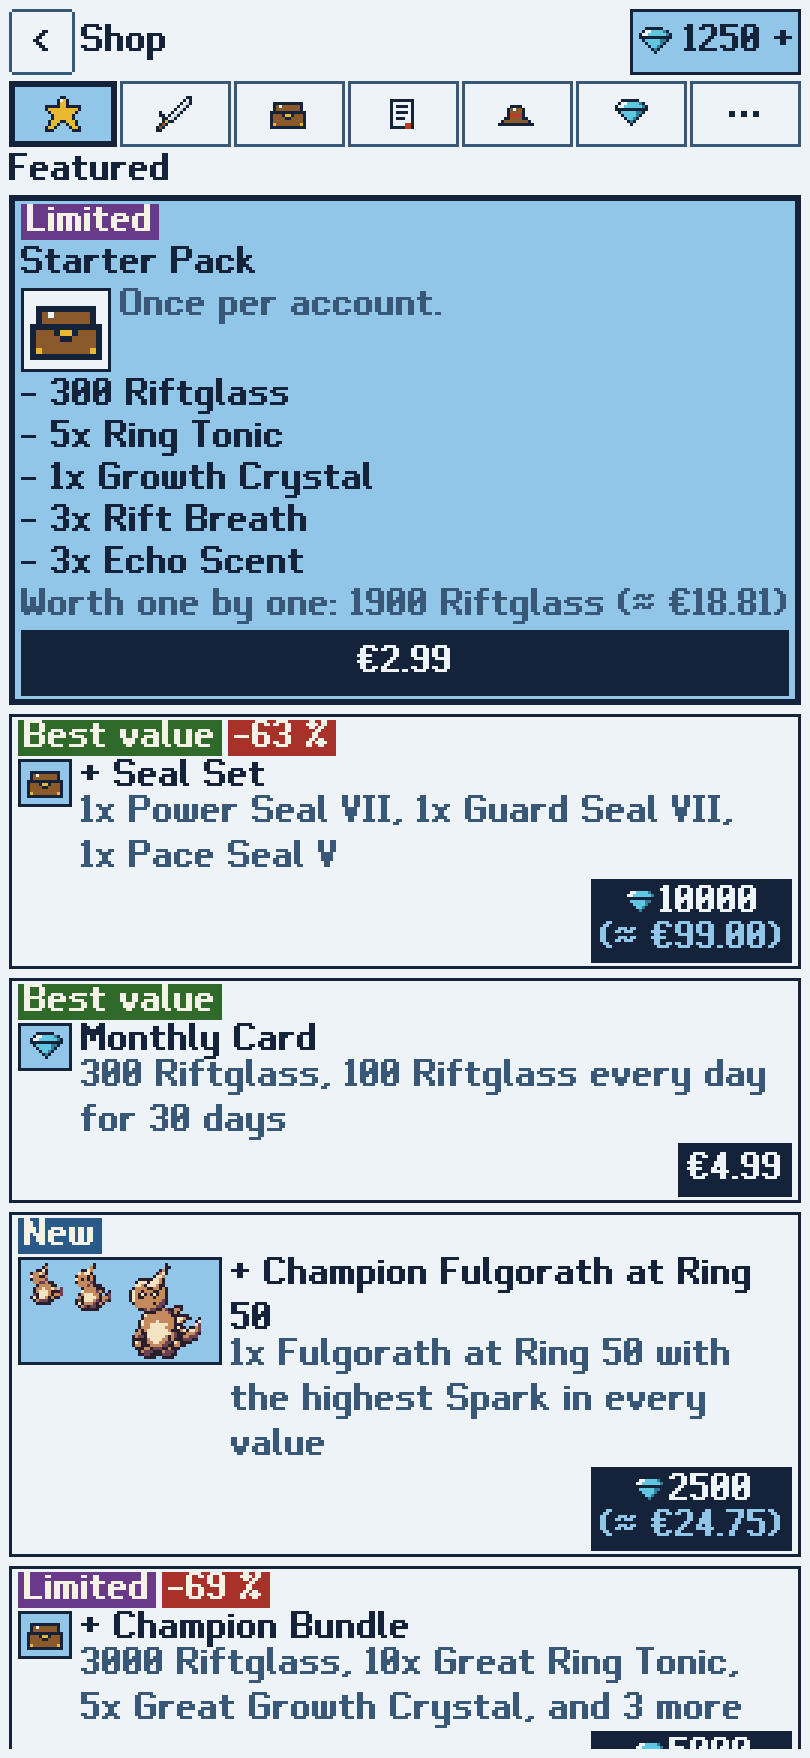 Shop
1250 +
Featured
Limited
Starter Pack
Once per account.
- 300 Riftglass
- 5x Ring Tonic
- 1x Growth Crystal
- 3x Rift Breath
- 3x Echo Scent
Worth one by one: 1900 Riftglass (≈ €18.81)
€2.99
Best value -63 %
+ Seal Set
1x Power Seal VII, 1x Guard Seal VII,
1x Pace Seal V
10000
(≈ €99.00)
Best value
Monthly Card
300 Riftglass, 100 Riftglass every day
for 30 days
€4.99
New
+ Champion Fulgorath at Ring
50
1x Fulgorath at Ring 50 with
the highest Spark in every
value
2500
(≈ €24.75)
Limited -69 %
+ Champion Bundle
3000 Riftglass, 10x Great Ring Tonic,
5x Great Growth Crystal, and 3 more